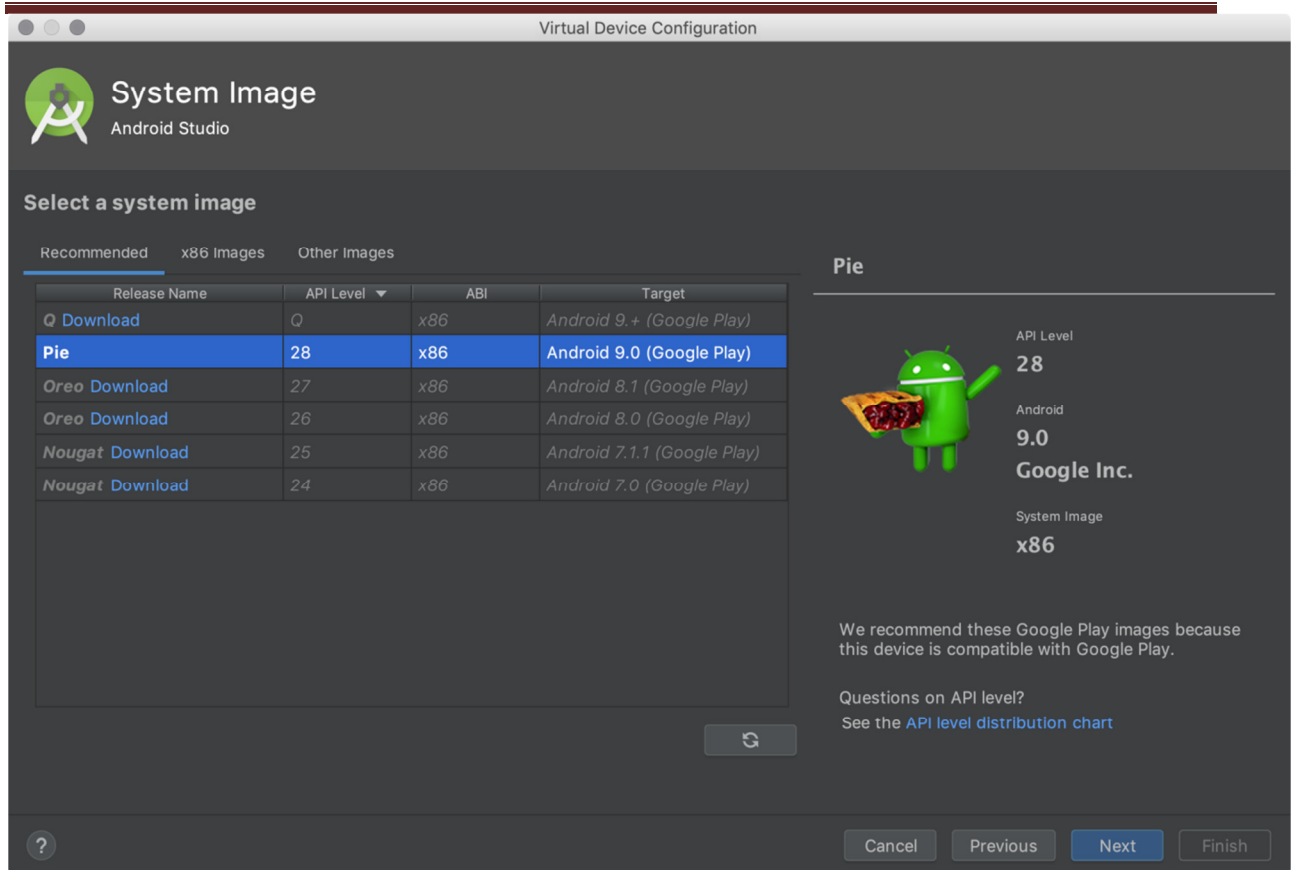 Virtual Device Configuration
System Image
Android Studio
Select a system image
Recommended x86 Images Other Images
Release Name API Level ABI Target
Q Download Q x86 Android 9.+ (Google Play)
Pie 28 x86 Android 9.0 (Google Play)
Oreo Download 27 x86 Android 8.1 (Google Play)
Oreo Download 26 x86 Android 8.0 (Google Play)
Nougat Download 25 x86 Android 7.1.1 (Google Play)
Nougat Download 24 x86 Android 7.0 (Google Play)
Pie
API Level
28
Android
9.0
Google Inc.
System Image
x86
We recommend these Google Play images because
this device is compatible with Google Play.
Questions on API level?
See the API level distribution chart
? Cancel Previous Next Finish